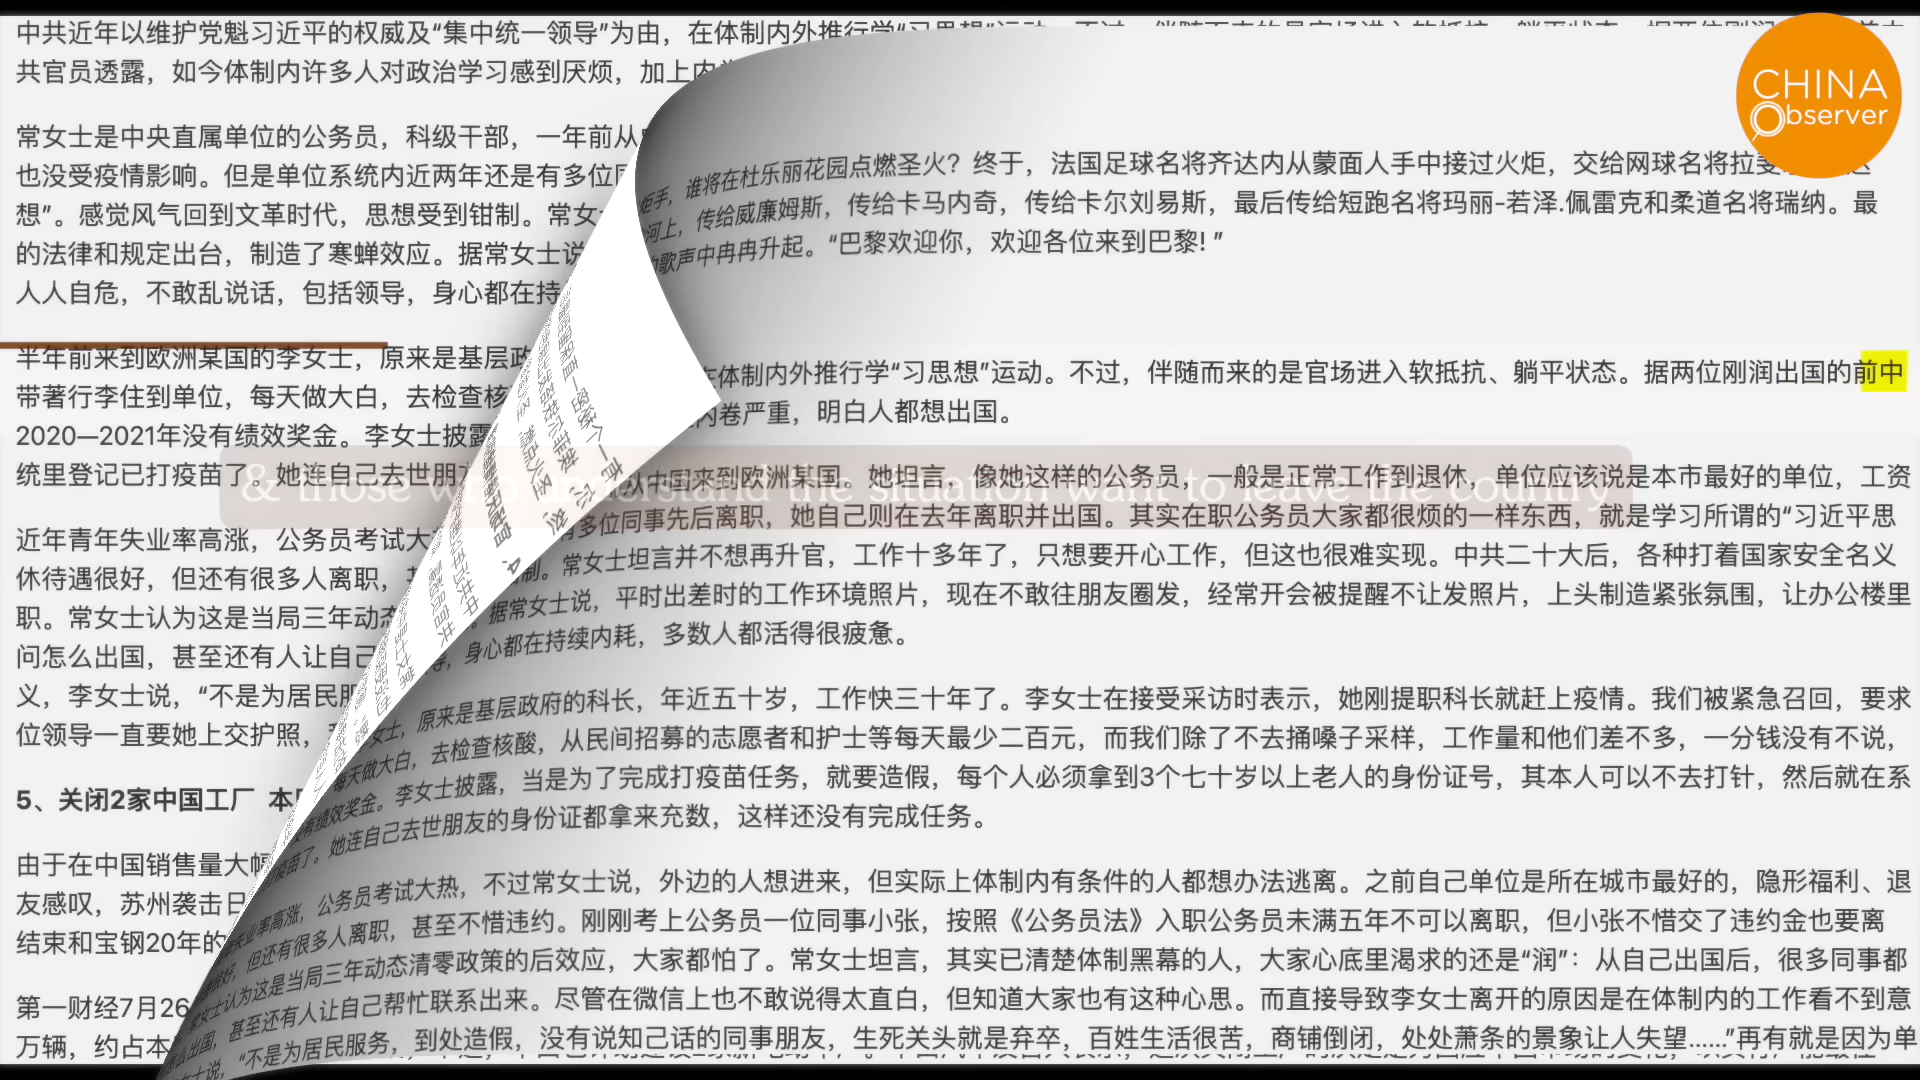 中共近年以维护党魁习近平的权威及“集中统一领导”为由，在体制内外推行学“习思想”运动。不过，伴随而来的是官场进入软抵抗、躺平状态。据两位刚润
共官员透露，如今体制内许多人对政治学习感到厌烦，加上内
常女士是中央直属单位的公务员，科级干部，一年前从
也没受疫情影响。但是单位系统内近两年还是有多位
想”。感觉风气回到文革时代，思想受到钳制。常女
的法律和规定出台，制造了寒蝉效应。据常女士说
人人自危，不敢乱说话，包括领导，身心都在持
半年前来到欧洲某国的李女士，原来是基层政
带著行李住到单位，每天做大白，去检查核
2020—2021年没有绩效奖金。李女士披露
统里登记已打疫苗了。她连自己去世朋
近年青年失业率高涨，公务员考试大
休待遇很好，但还有很多人离职，
职。常女士认为这是当局三年动态
问怎么出国，甚至还有人让自己
义，李女士说，“不是为居民服
位领导一直要她上交护照，
5、关闭2家中国工厂 本
由于在中国销售量大幅
友感叹，苏州袭击日
结束和宝钢20年的
第一财经7月26
万辆，约占本
炬手，谁将在杜乐丽花园点燃圣火？终于，法国足球名将齐达内从蒙面人手中接过火炬，交给网球名将拉
河上，传给威廉姆斯，传给卡马内奇，传给卡尔刘易斯，最后传给短跑名将玛丽-若泽.佩雷克和柔道名将瑞纳。最
歌声中冉冉升起。“巴黎欢迎你，欢迎各位来到巴黎！”
在体制内外推行学“习思想”运动。不过，伴随而来的是官场进入软抵抗、躺平状态。据两位刚润出国的前中
内卷严重，明白人都想出国。
从中国来到欧洲某国。她坦言，像她这样的公务员，一般是正常工作到退休，单位应该说是本市最好的单位，工资
有多位同事先后离职，她自己则在去年离职并出国。其实在职公务员大家都很烦的一样东西，就是学习所谓的“习近平思
制。常女士坦言并不想再升官，工作十多年了，只想要开心工作，但这也很难实现。中共二十大后，各种打着国家安全名义
据常女士说，平时出差时的工作环境照片，现在不敢往朋友圈发，经常开会被提醒不让发照片，上头制造紧张氛围，让办公楼里
身心都在持续内耗，多数人都活得很疲惫。
女士，原来是基层政府的科长，年近五十岁，工作快三十年了。李女士在接受采访时表示，她刚提职科长就赶上疫情。我们被紧急召回，要求
每天做大白，去检查核酸，从民间招募的志愿者和护士等每天最少二百元，而我们除了不去捅嗓子采样，工作量和他们差不多，一分钱没有不说，
有绩效奖金。李女士披露，当是为了完成打疫苗任务，就要造假，每个人必须拿到3个七十岁以上老人的身份证号，其本人可以不去打针，然后就在系
疫苗了。她连自己去世朋友的身份证都拿来充数，这样还没有完成任务。
失业率高涨，公务员考试大热，不过常女士说，外边的人想进来，但实际上体制内有条件的人都想办法逃离。之前自己单位是所在城市最好的，隐形福利、退
很好，但还有很多人离职，甚至不惜违约。刚刚考上公务员一位同事小张，按照《公务员法》入职公务员未满五年不可以离职，但小张不惜交了违约金也要离
女士认为这是当局三年动态清零政策的后效应，大家都怕了。常女士坦言，其实已清楚体制黑幕的人，大家心底里渴求的还是“润”：从自己出国后，很多同事都
么出国，甚至还有人让自己帮忙联系出来。尽管在微信上也不敢说得太直白，但知道大家也有这种心思。而直接导致李女士离开的原因是在体制内的工作看不到意
士说，“不是为居民服务，到处造假，没有说知己话的同事朋友，生死关头就是弃卒，百姓生活很苦，商铺倒闭，处处萧条的景象让人失望……”再有就是因为单
& those who understand the situation want to leave the country
CHINA
Observer